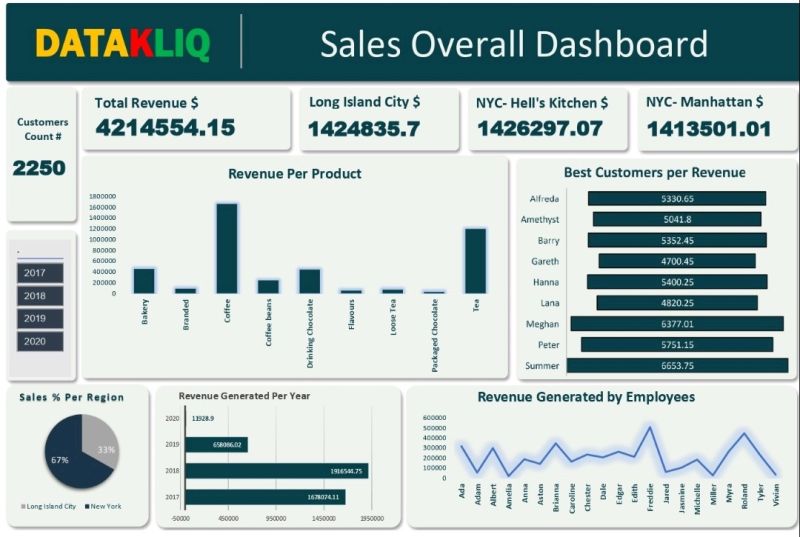 DATAKLIQ
Sales Overall Dashboard
Customers
Count #
2250
Total Revenue $
4214554.15
Long Island City $
1424835.7
NYC- Hell's Kitchen $
1426297.07
NYC- Manhattan $
1413501.01
2017
2018
2019
2020
Revenue Per Product
1800000
1600000
1400000
1200000
1000000
800000
600000
400000
200000
0
Bakery
Branded
Coffee
Coffee beans
Drinking Chocolate
Flavours
Loose Tea
Packaged Chocolate
Tea
Best Customers per Revenue
Alfreda 5330.65
Amethyst 5041.8
Barry 5352.45
Gareth 4700.45
Hanna 5400.25
Lana 4820.25
Meghan 6377.01
Peter 5751.15
Summer 6653.75
Sales % Per Region
33%
67%
Long Island City New York
Revenue Generated Per Year
2020 11928.9
2019 658086.02
2018 1916544.75
2017 1678074.11
-50000 450000 950000 1450000 1950000
Revenue Generated by Employees
600000
500000
400000
300000
200000
100000
0
Ada
Adam
Albert
Amelia
Anna
Aston
Brianna
Caroline
Chester
Dale
Edgar
Edith
Freddie
Jared
Jasmine
Michelle
Miller
Myra
Roland
Tyler
Vivian